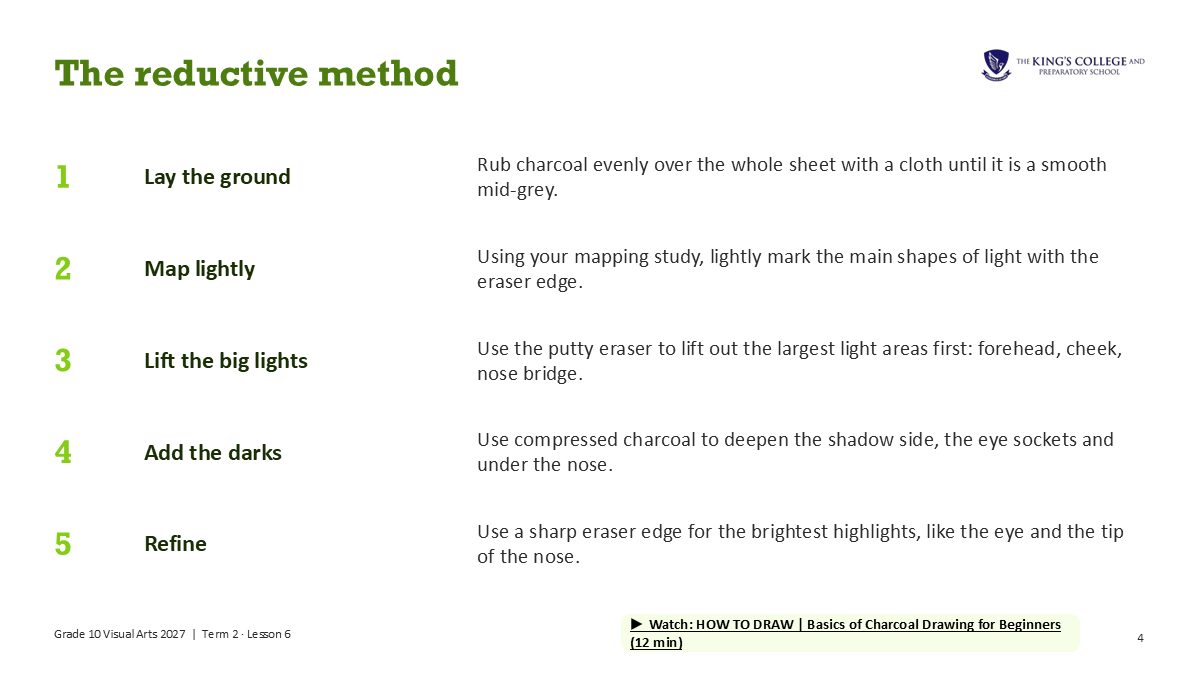 The reductive method
THE KING'S COLLEGE AND
PREPARATORY SCHOOL
1
Lay the ground
Rub charcoal evenly over the whole sheet with a cloth until it is a smooth
mid-grey.
2
Map lightly
Using your mapping study, lightly mark the main shapes of light with the
eraser edge.
3
Lift the big lights
Use the putty eraser to lift out the largest light areas first: forehead, cheek,
nose bridge.
4
Add the darks
Use compressed charcoal to deepen the shadow side, the eye sockets and
under the nose.
5
Refine
Use a sharp eraser edge for the brightest highlights, like the eye and the tip
of the nose.
Grade 10 Visual Arts 2027 | Term 2 · Lesson 6
▶ Watch: HOW TO DRAW | Basics of Charcoal Drawing for Beginners
(12 min)
4